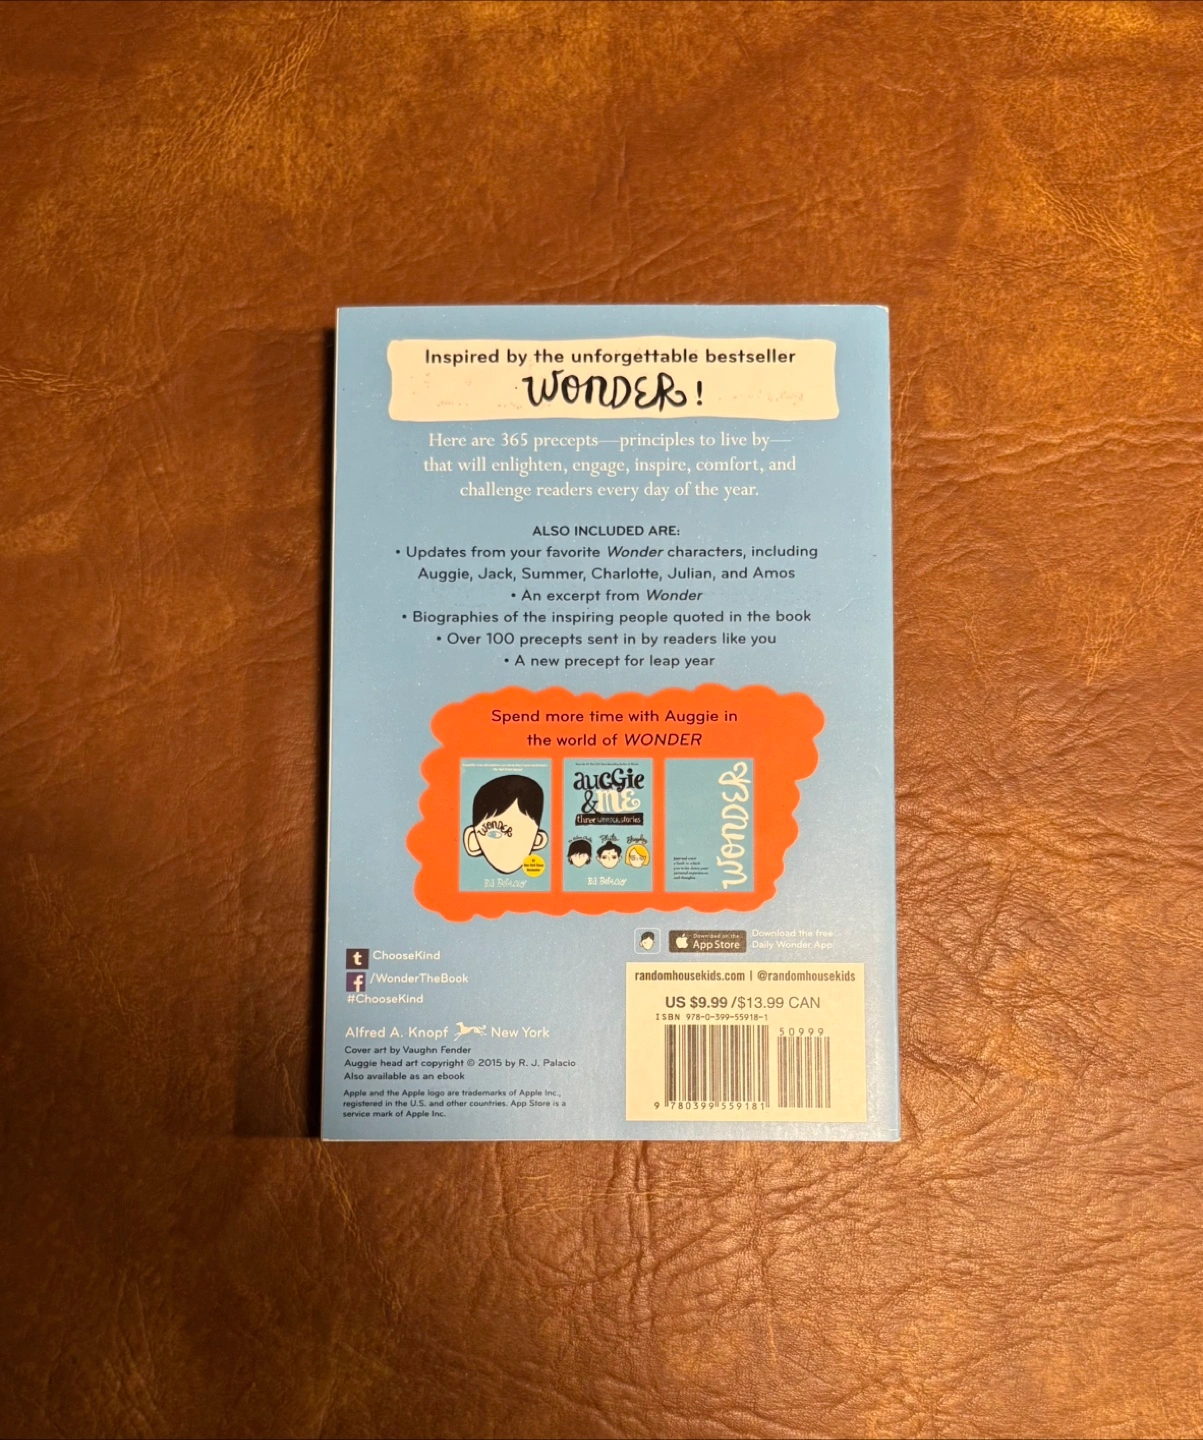 Inspired by the unforgettable bestseller
WONDER!
Here are 365 precepts—principles to live by—
that will enlighten, engage, inspire, comfort, and
challenge readers every day of the year.
ALSO INCLUDED ARE:
• Updates from your favorite Wonder characters, including
Auggie, Jack, Summer, Charlotte, Julian, and Amos
• An excerpt from Wonder
• Biographies of the inspiring people quoted in the book
• Over 100 precepts sent in by readers like you
• A new precept for leap year
Spend more time with Auggie in
the world of WONDER
WONDER
auggie
& ME
three wonder stories
WONDER
t ChooseKind
f /WonderTheBook
#ChooseKind
Download on the
App Store
Download the free
Daily Wonder App
randomhousekids.com | @randomhousekids
US $9.99 /$13.99 CAN
ISBN 978-0-399-55918-1
50999
9 780399 559181
Alfred A. Knopf New York
Cover art by Vaughn Fender
Auggie head art copyright © 2015 by R. J. Palacio
Also available as an ebook
Apple and the Apple logo are trademarks of Apple Inc.,
registered in the U.S. and other countries. App Store is a
service mark of Apple Inc.